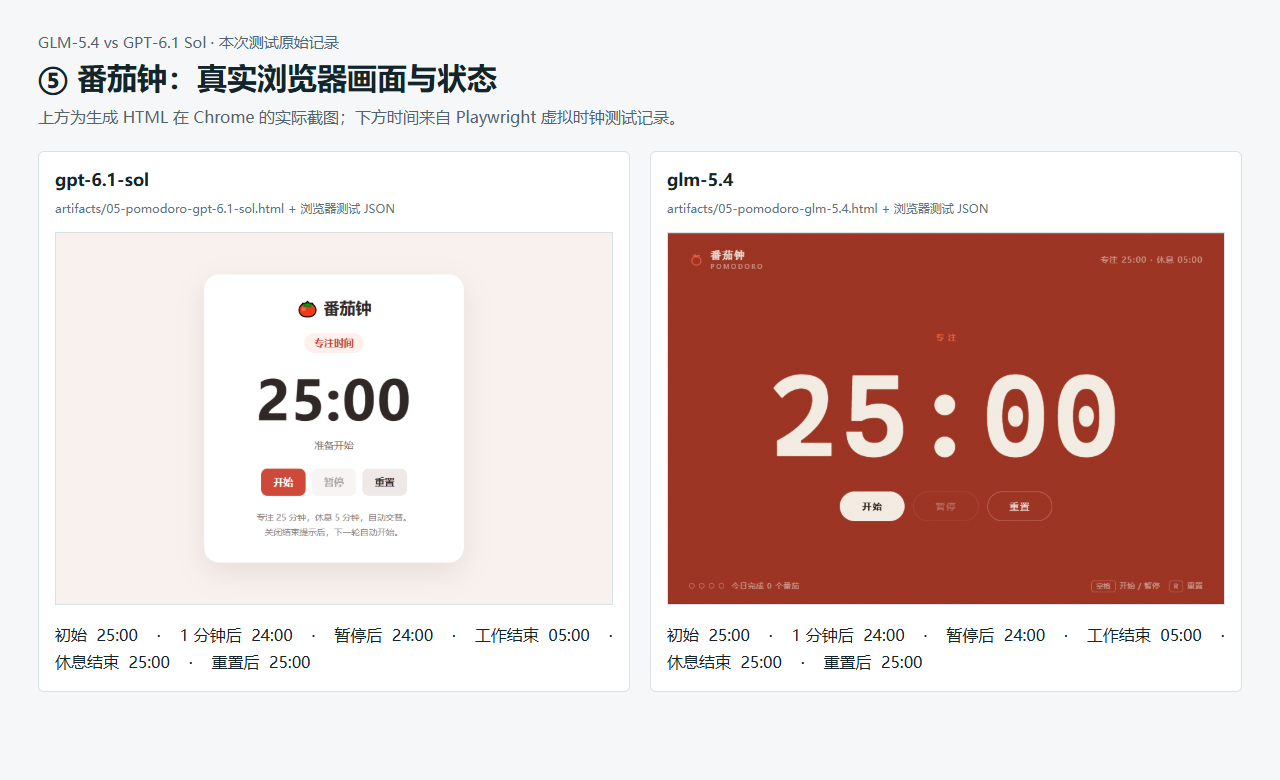 GLM-5.4 vs GPT-6.1 Sol · 本次测试原始记录
⑤ 番茄钟：真实浏览器画面与状态
上方为生成 HTML 在 Chrome 的实际截图；下方时间来自 Playwright 虚拟时钟测试记录。
gpt-6.1-sol
artifacts/05-pomodoro-gpt-6.1-sol.html + 浏览器测试 JSON
番茄钟
专注时间
25:00
准备开始
开始 暂停 重置
专注 25 分钟，休息 5 分钟，自动交替。
关闭结束提示后，下一轮自动开始。
初始 25:00 · 1 分钟后 24:00 · 暂停后 24:00 · 工作结束 05:00 ·
休息结束 25:00 · 重置后 25:00
glm-5.4
artifacts/05-pomodoro-glm-5.4.html + 浏览器测试 JSON
番茄钟
POMODORO
专注 25:00 · 休息 05:00
专注
25:00
开始 暂停 重置
今日完成 0 个番茄
空格 开始 / 暂停 R 重置
初始 25:00 · 1 分钟后 24:00 · 暂停后 24:00 · 工作结束 05:00 ·
休息结束 25:00 · 重置后 25:00